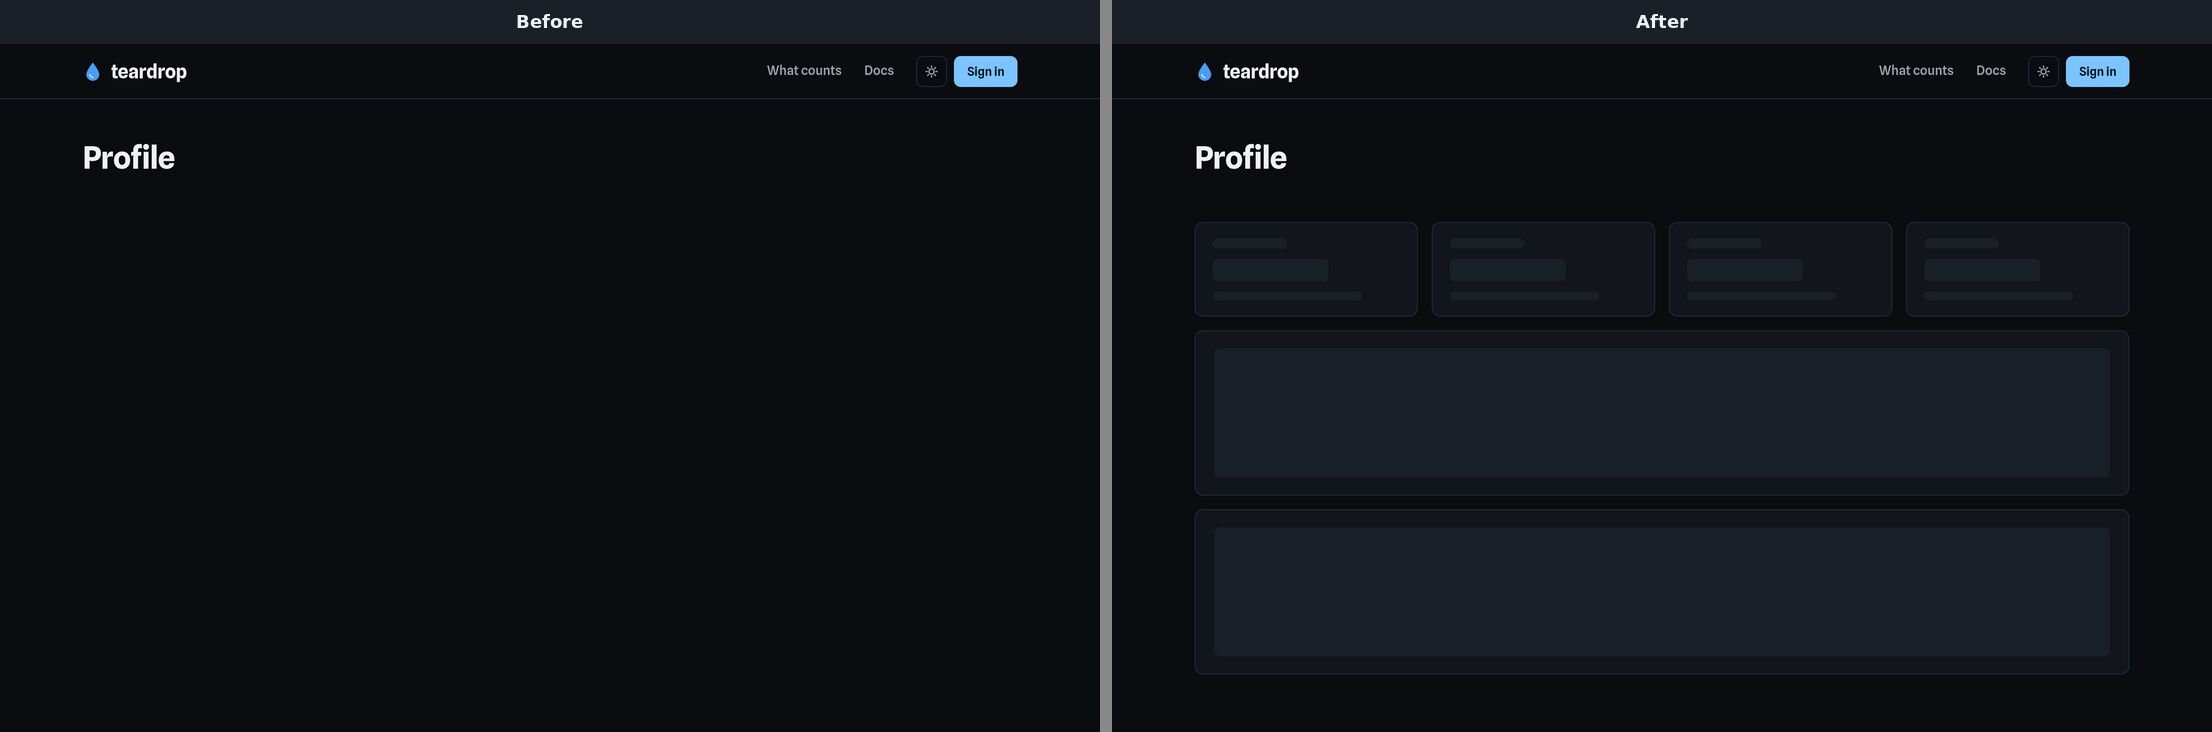 Before
teardrop
What counts
Docs
Sign in
Profile
After
teardrop
What counts
Docs
Sign in
Profile